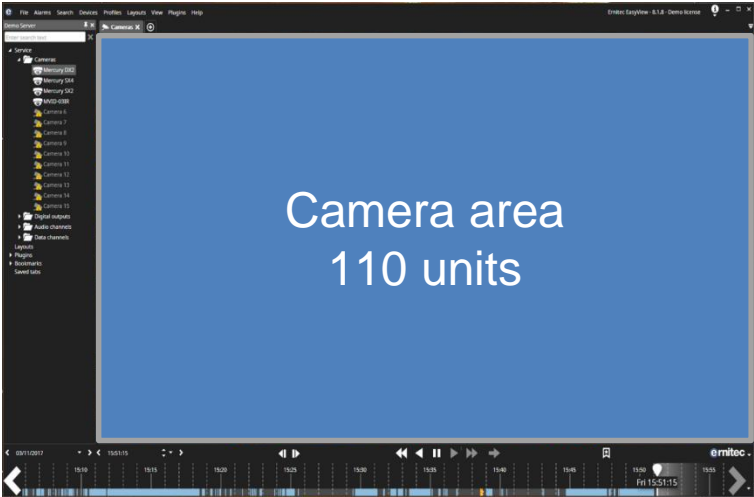 e File Alarms Search Devices Profiles Layouts View Plugins Help
Ernitec EasyView - 8.1.8 - Demo license
Demo Server
Cameras X
Enter search text
Service
Cameras
Mercury DX2
Mercury SX4
Mercury SX2
MVID-03IR
Camera 6
Camera 7
Camera 8
Camera 9
Camera 10
Camera 11
Camera 12
Camera 13
Camera 14
Camera 15
Digital outputs
Audio channels
Data channels
Layouts
Plugins
Bookmarks
Saved tabs
Camera area
110 units
03/11/2017
15:51:15
ernitec
15:10 15:15 15:20 15:25 15:30 15:35 15:40 15:45 15:50 15:55
Fri 15:51:15